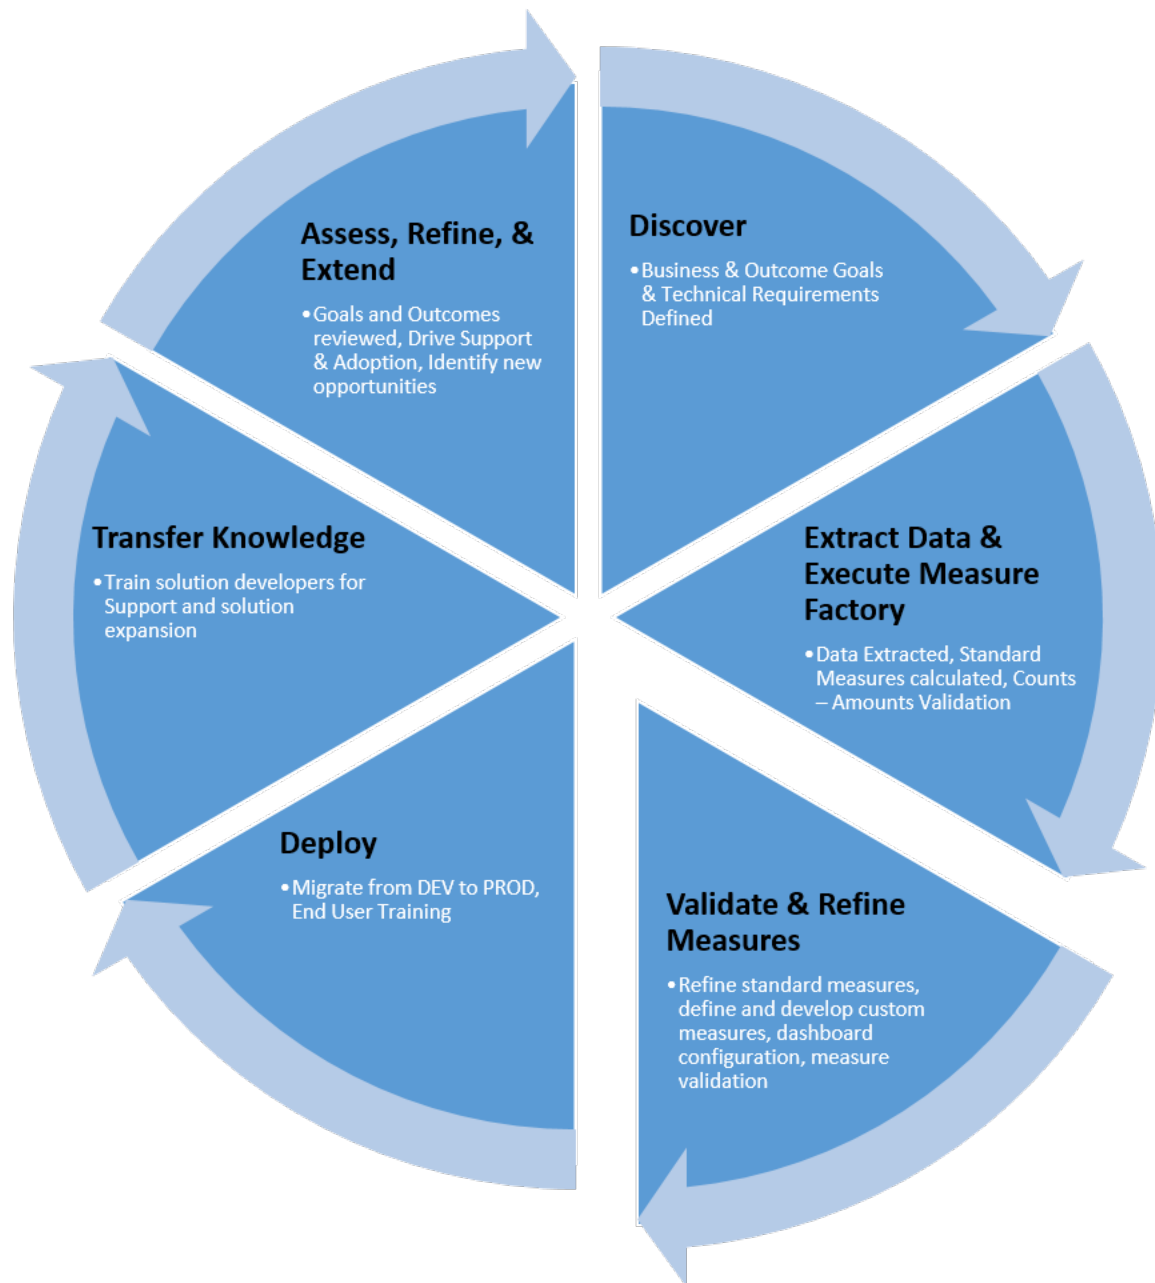 Discover
•Business & Outcome Goals
& Technical Requirements
Defined
Extract Data &
Execute Measure
Factory
•Data Extracted, Standard
Measures calculated, Counts
– Amounts Validation
Validate & Refine
Measures
•Refine standard measures,
define and develop custom
measures, dashboard
configuration, measure
validation
Deploy
•Migrate from DEV to PROD,
End User Training
Transfer Knowledge
•Train solution developers for
Support and solution
expansion
Assess, Refine, &
Extend
•Goals and Outcomes
reviewed, Drive Support
& Adoption, Identify new
opportunities